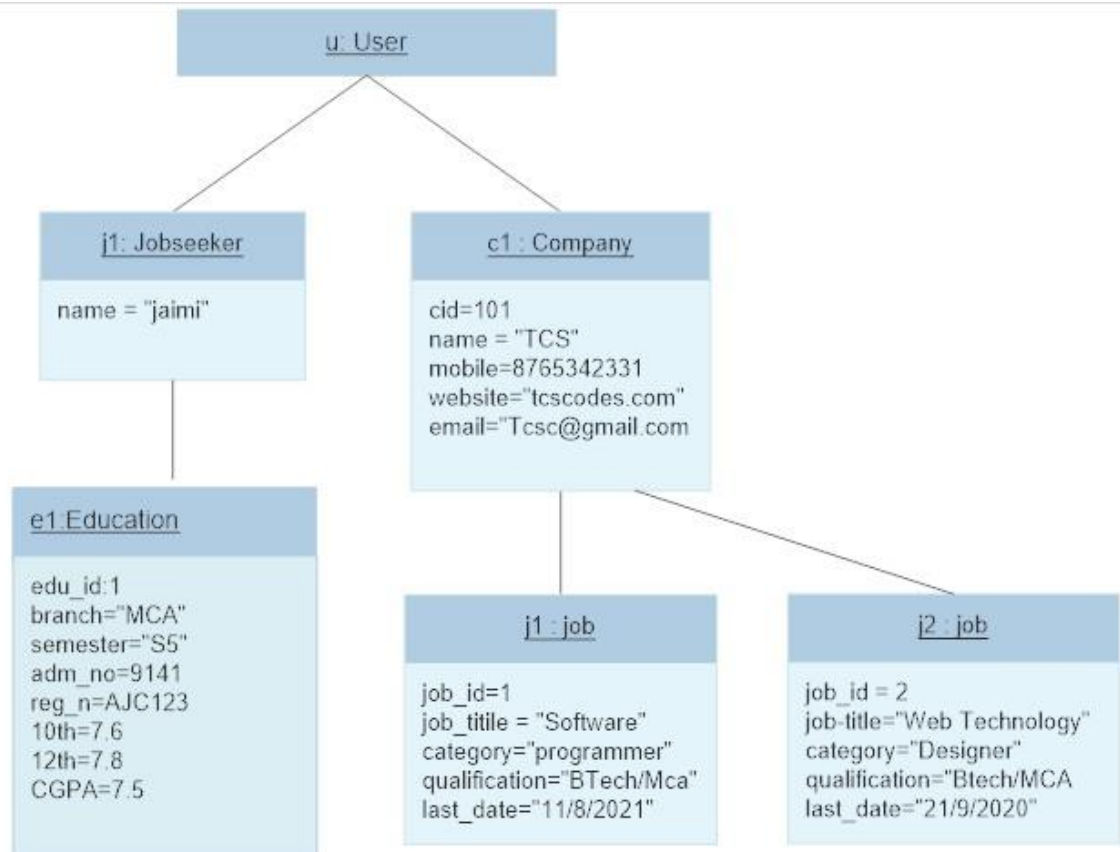 u: User
j1: Jobseeker
name = "jaimi"
c1 : Company
cid=101
name = "TCS"
mobile=8765342331
website="tcscodes.com"
email="Tcsc@gmail.com
e1:Education
edu_id:1
branch="MCA"
semester="S5"
adm_no=9141
reg_n=AJC123
10th=7.6
12th=7.8
CGPA=7.5
j1 : job
job_id=1
job_titile = "Software"
category="programmer"
qualification="BTech/Mca"
last_date="11/8/2021"
j2 : job
job_id = 2
job-title="Web Technology"
category="Designer"
qualification="Btech/MCA
last_date="21/9/2020"